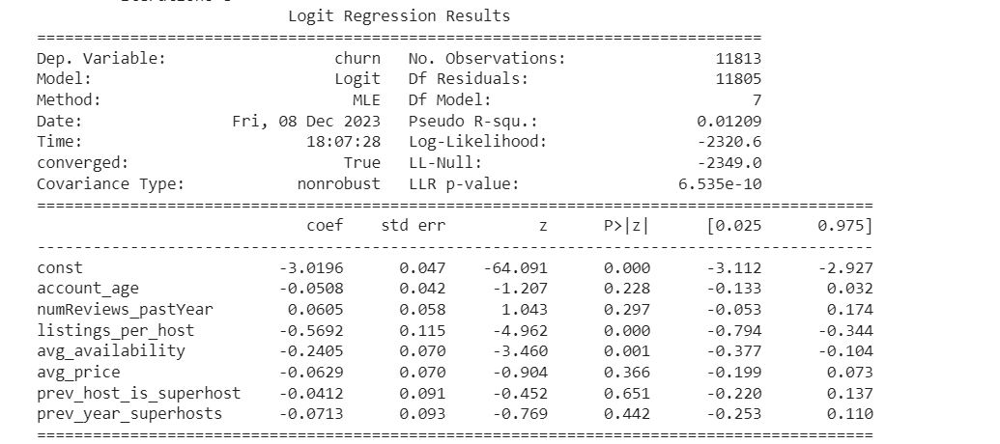 Logit Regression Results
==============================================================================
Dep. Variable: churn No. Observations: 11813
Model: Logit Df Residuals: 11805
Method: MLE Df Model: 7
Date: Fri, 08 Dec 2023 Pseudo R-squ.: 0.01209
Time: 18:07:28 Log-Likelihood: -2320.6
converged: True LL-Null: -2349.0
Covariance Type: nonrobust LLR p-value: 6.535e-10
==========================================================================================
coef std err z P>|z| [0.025 0.975]
------------------------------------------------------------------------------------------
const -3.0196 0.047 -64.091 0.000 -3.112 -2.927
account_age -0.0508 0.042 -1.207 0.228 -0.133 0.032
numReviews_pastYear 0.0605 0.058 1.043 0.297 -0.053 0.174
listings_per_host -0.5692 0.115 -4.962 0.000 -0.794 -0.344
avg_availability -0.2405 0.070 -3.460 0.001 -0.377 -0.104
avg_price -0.0629 0.070 -0.904 0.366 -0.199 0.073
prev_host_is_superhost -0.0412 0.091 -0.452 0.651 -0.220 0.137
prev_year_superhosts -0.0713 0.093 -0.769 0.442 -0.253 0.110
==========================================================================================